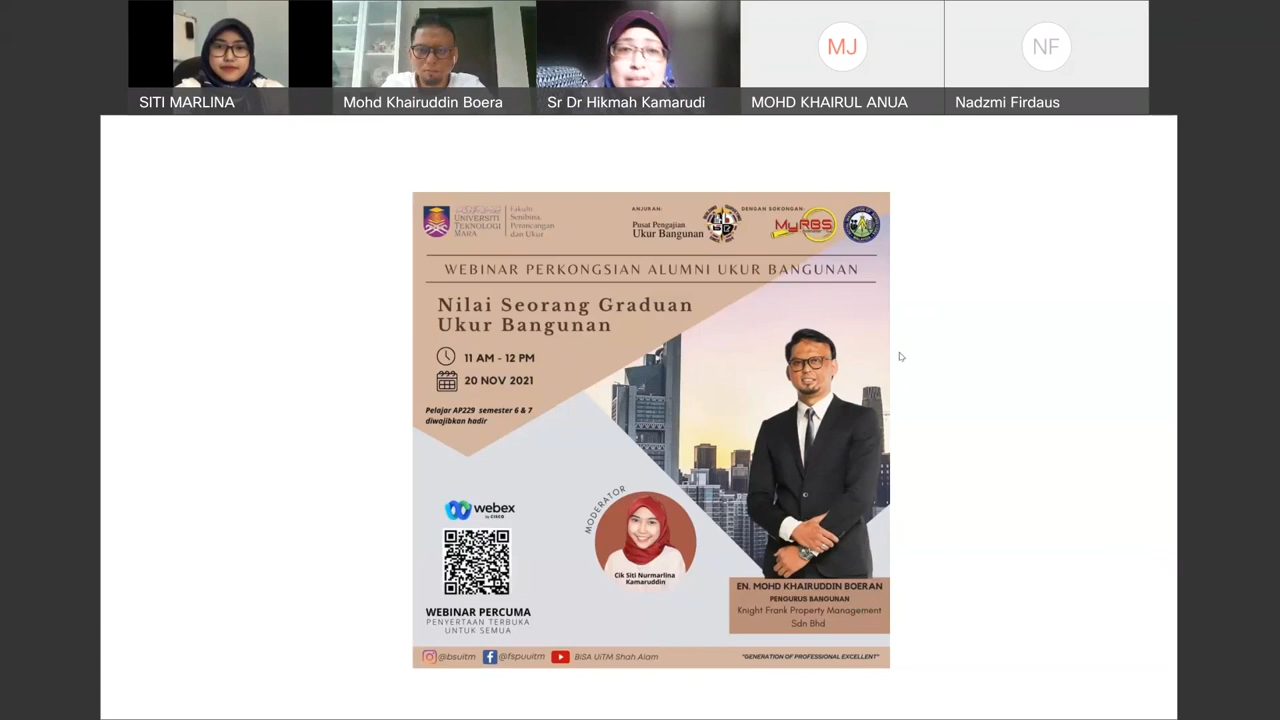 SITI MARLINA
Mohd Khairuddin Boera
Sr Dr Hikmah Kamarudi
MJ
MOHD KHAIRUL ANUA
NF
Nadzmi Firdaus
UNIVERSITI
TEKNOLOGI
MARA
Fakulti
Senibina,
Perancangan
dan Ukur
ANJURAN:
Pusat Pengajian
Ukur Bangunan
DENGAN SOKONGAN:
MyRBS
WEBINAR PERKONGSIAN ALUMNI UKUR BANGUNAN
Nilai Seorang Graduan
Ukur Bangunan
11 AM - 12 PM
20 NOV 2021
Pelajar AP229 semester 6 & 7
diwajibkan hadir
webex
by CISCO
MODERATOR
Cik Siti Nurmarlina
Kamaruddin
WEBINAR PERCUMA
PENYERTAAN TERBUKA
UNTUK SEMUA
EN. MOHD KHAIRUDDIN BOERAN
PENGURUS BANGUNAN
Knight Frank Property Management
Sdn Bhd
@bsuitm
@fspuuitm
BISA UiTM Shah Alam
"GENERATION OF PROFESSIONAL EXCELLENT"